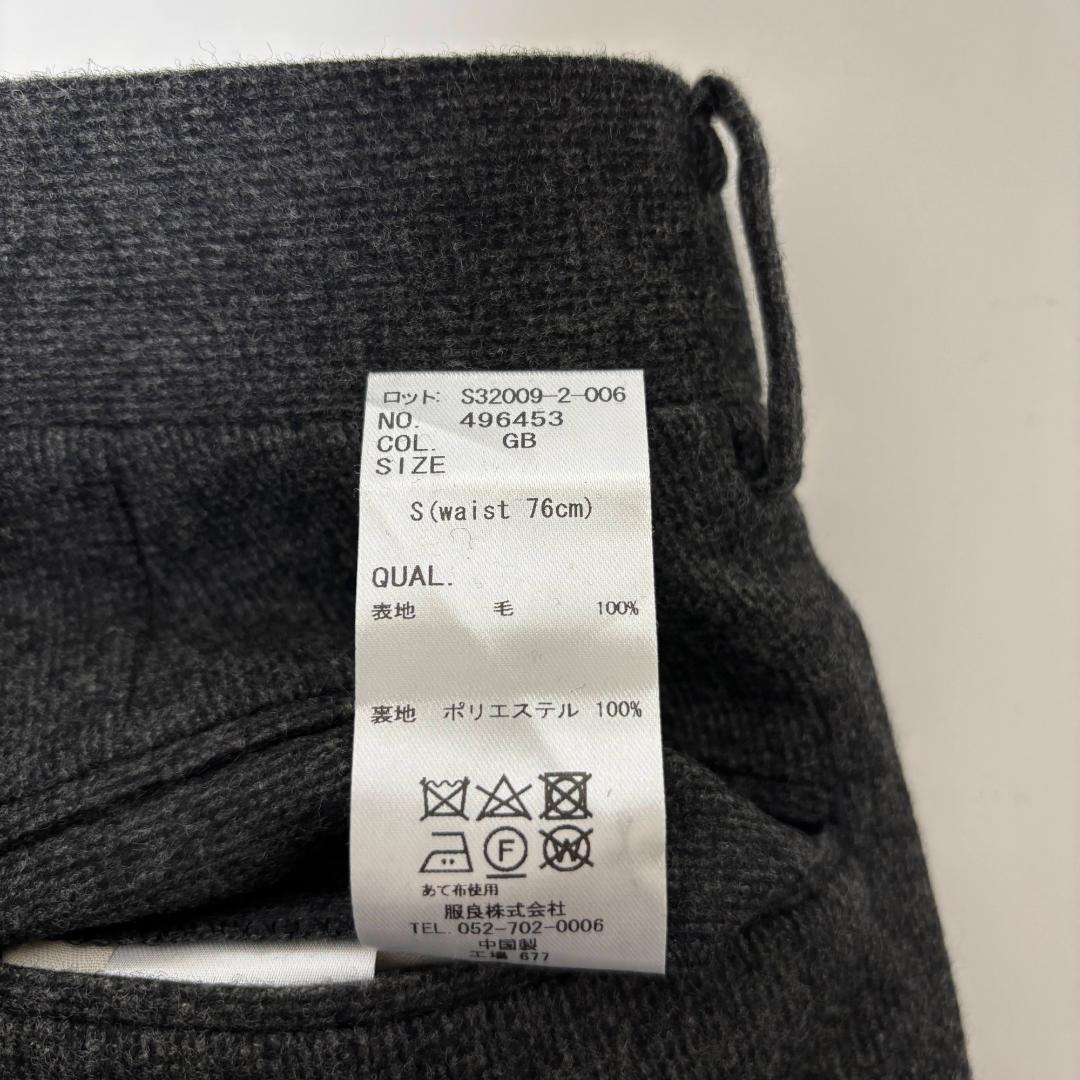 ロット: S32009-2-006
NO. 496453
COL. GB
SIZE
S(waist 76cm)
QUAL.
表地 毛 100%
裏地 ポリエステル 100%
F W
あて布使用
服良株式会社
TEL.052-702-0006
中国製
工場 677